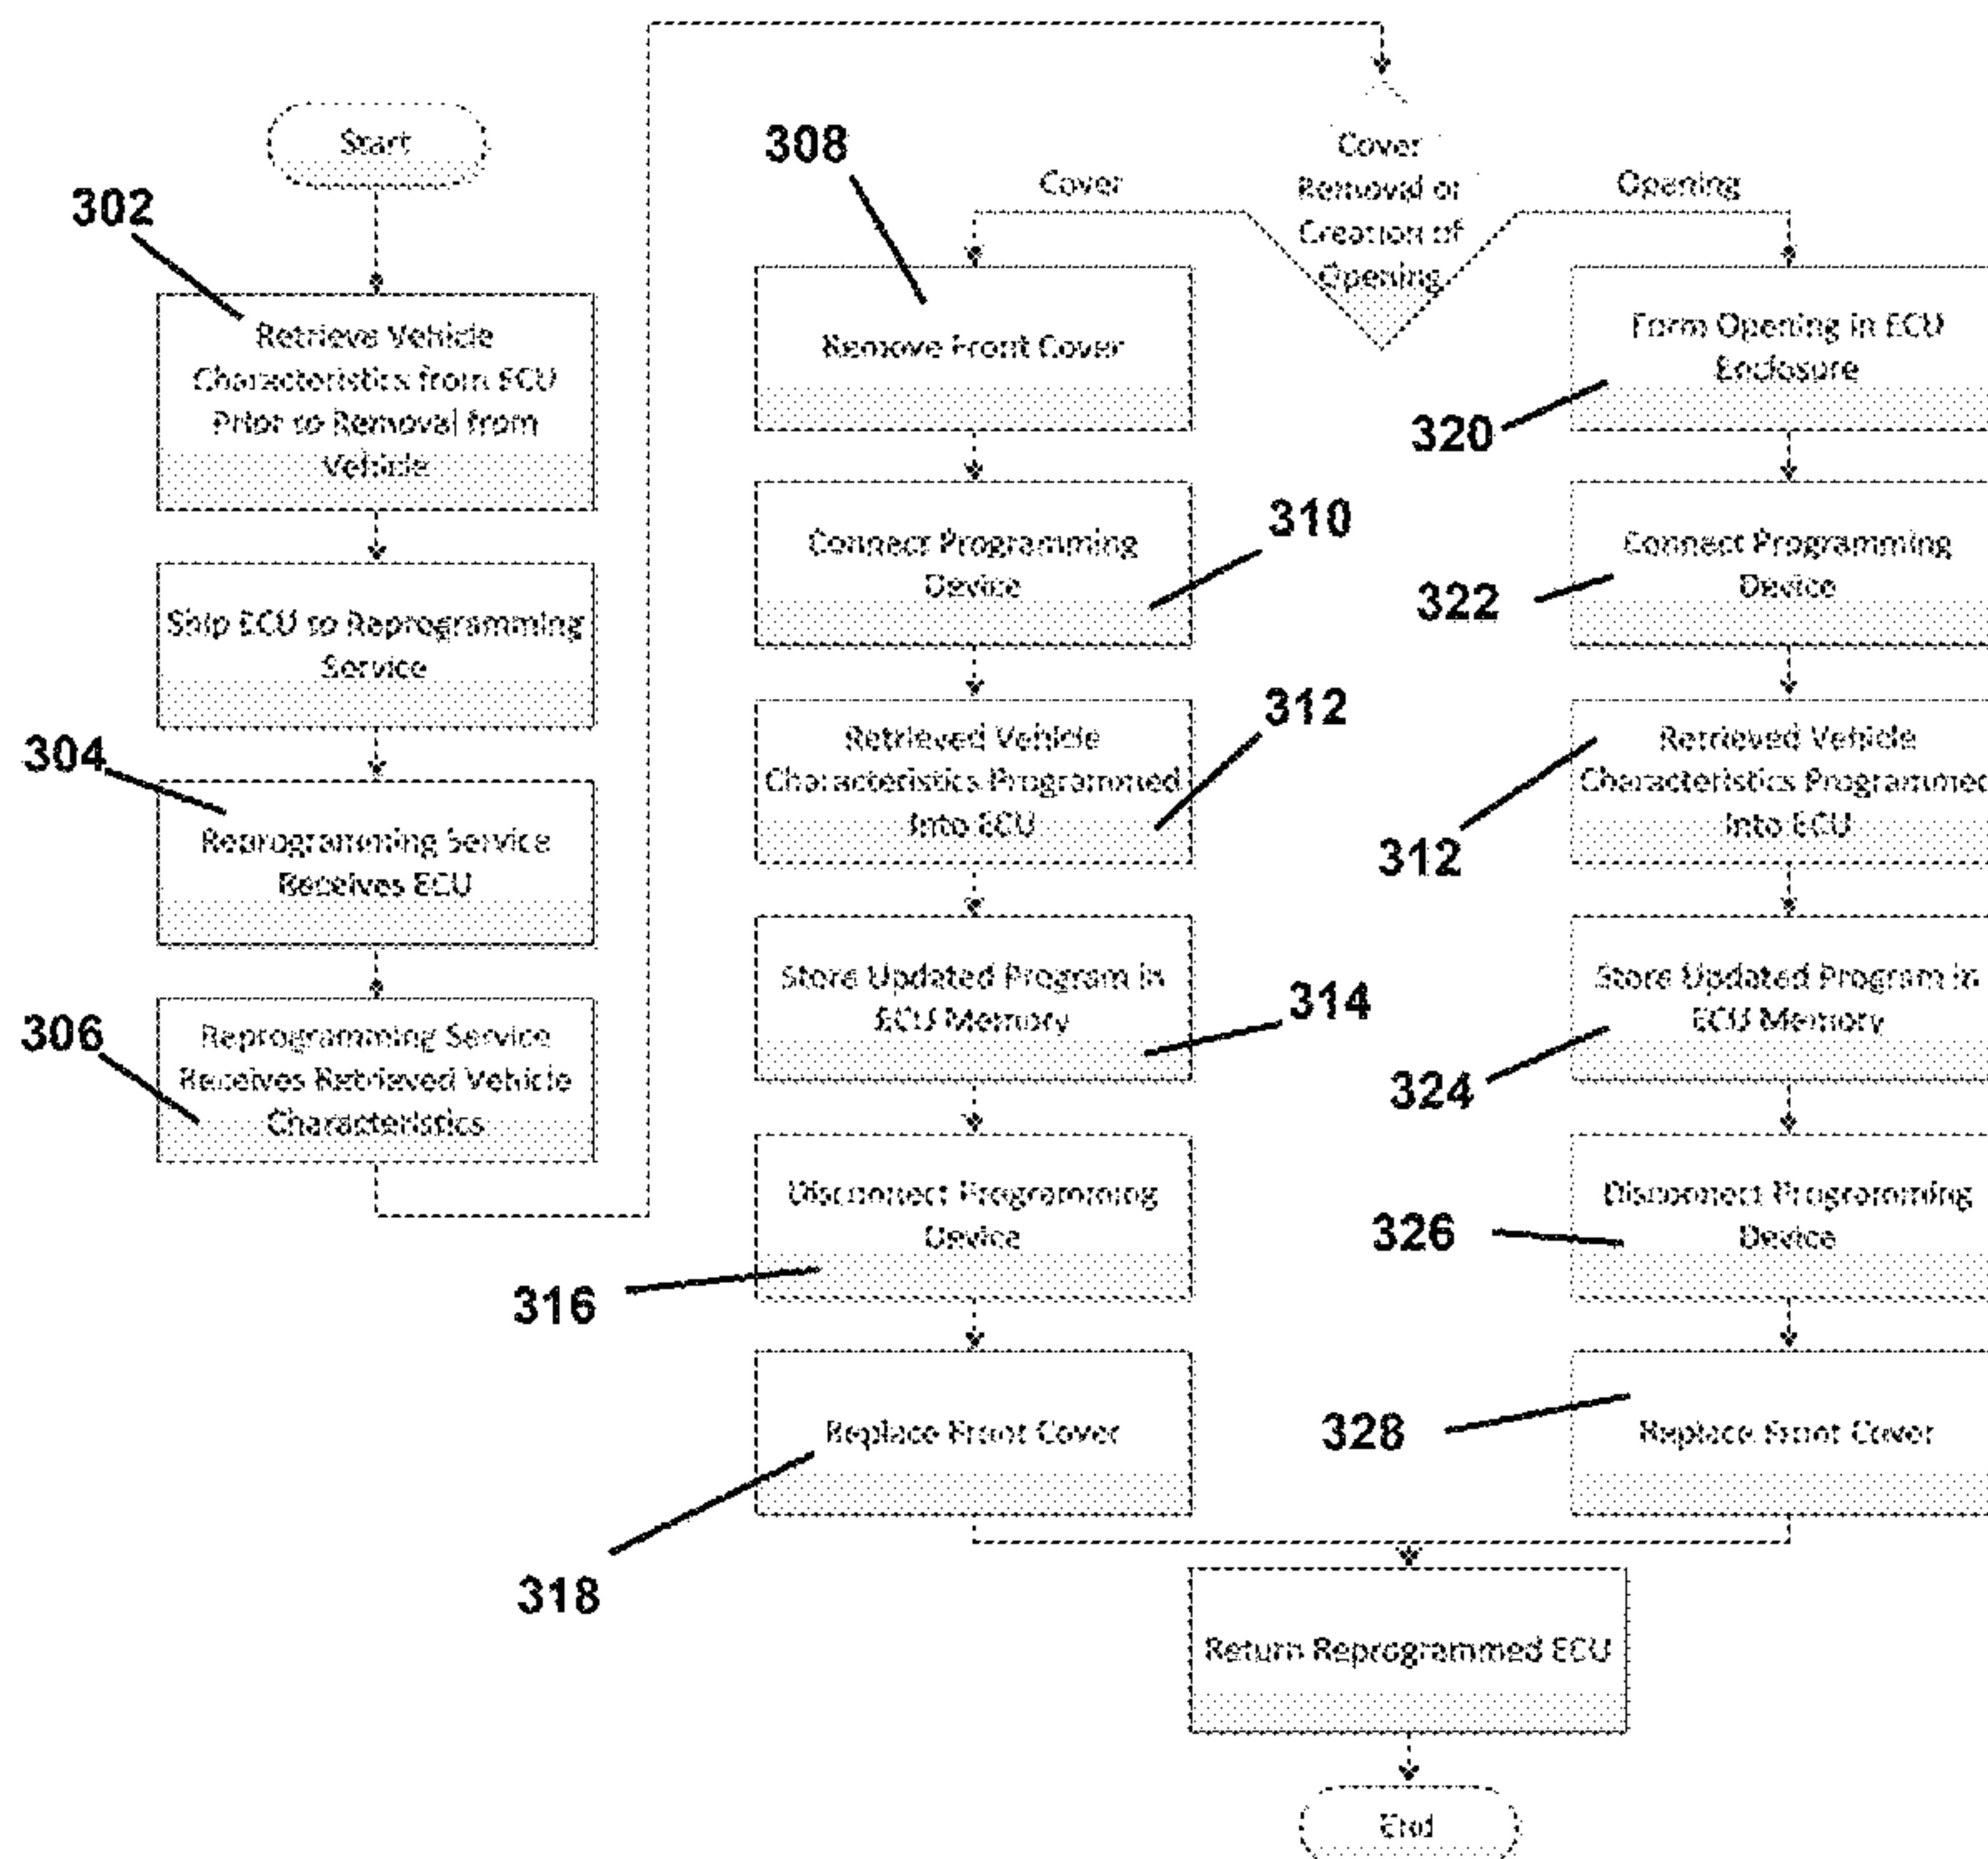 Start
302
Retrieve Vehicle
Characteristics from ECU
Prior to Removal from
Vehicle
Ship ECU to Reprogramming
Service
304
Reprogramming Service
Receives ECU
306
Reprogramming Service
Receives Retrieved Vehicle
Characteristics
Cover
Removal or
Creation of
Opening
Cover
Opening
308
Remove Front Cover
310
Connect Programming
Device
312
Retrieved Vehicle
Characteristics Programmed
Into ECU
314
Store Updated Program in
ECU Memory
316
Disconnect Programming
Device
318
Replace Front Cover
320
Form Opening in ECU
Enclosure
322
Connect Programming
Device
312
Retrieved Vehicle
Characteristics Programmed
Into ECU
324
Store Updated Program in
ECU Memory
326
Disconnect Programming
Device
328
Replace Front Cover
Return Reprogrammed ECU
End